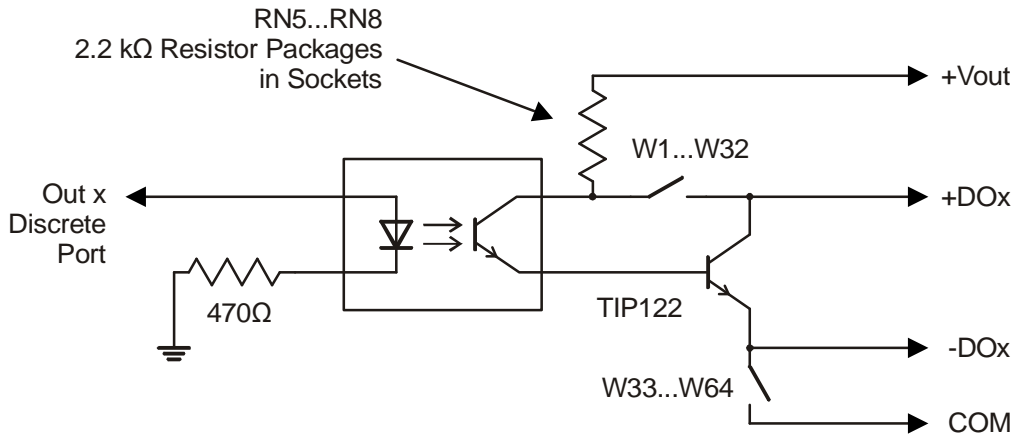 RN5...RN8
2.2 kΩ Resistor Packages
in Sockets
+Vout
W1...W32
Out x
Discrete
Port
+DOx
470Ω
TIP122
-DOx
W33...W64
COM